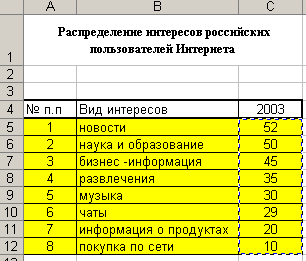 A B C
1 Распределение интересов российских
пользователей Интернета
2
3
4 № п.п Вид интересов 2003
5 1 новости 52
6 2 наука и образование 50
7 3 бизнес -информация 45
8 4 развлечения 35
9 5 музыка 30
10 6 чаты 29
11 7 информация о продуктах 20
12 8 покупка по сети 10